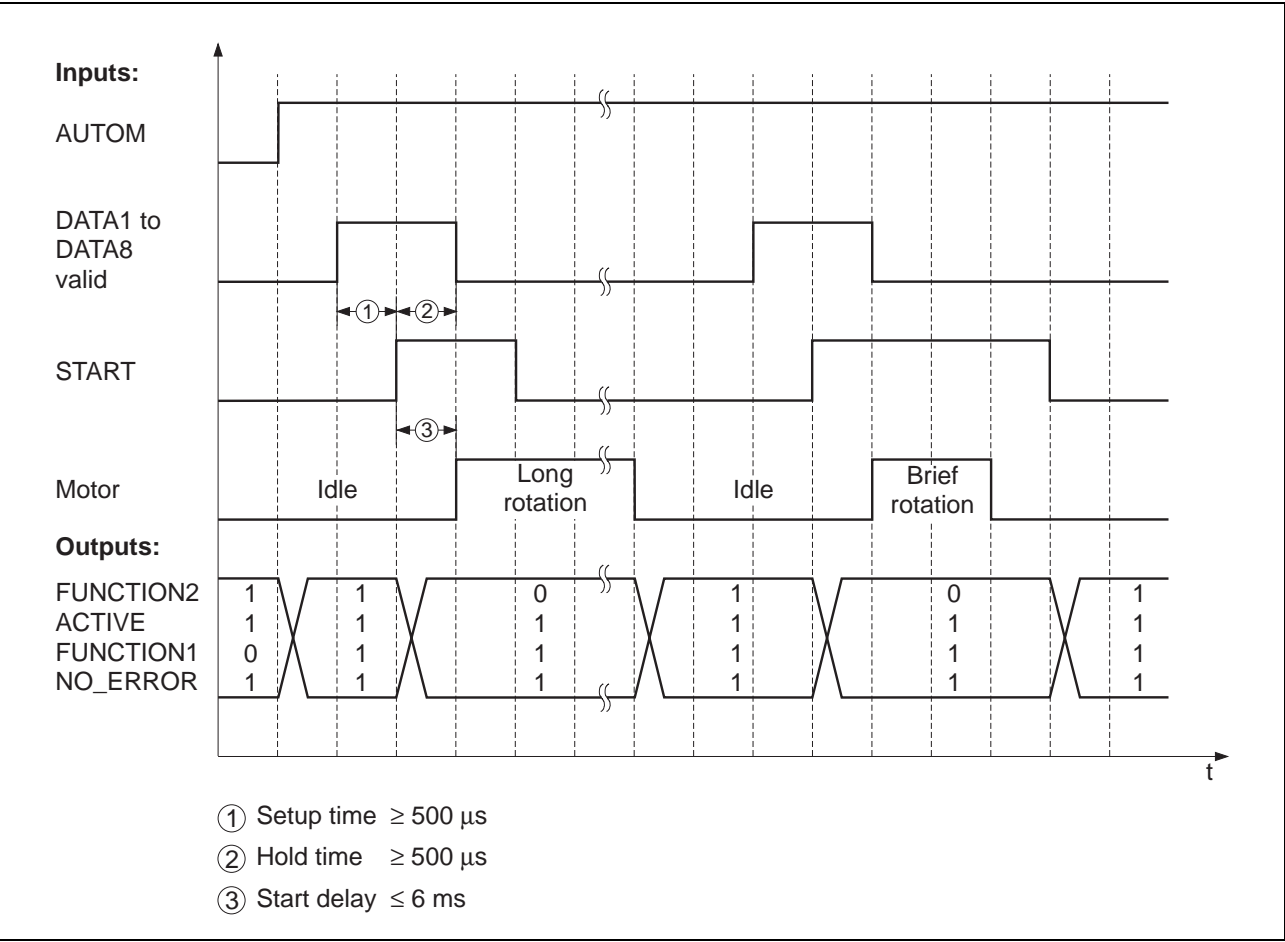 Inputs:
AUTOM
DATA1 to
DATA8
valid
1 2
START
3
Motor
Idle
Long
rotation
Idle
Brief
rotation
Outputs:
FUNCTION2 1 1 0 1 0 1
ACTIVE 1 1 1 1 1 1
FUNCTION1 0 1 1 1 1 1
NO_ERROR 1 1 1 1 1 1
t
1 Setup time ≥ 500 μs
2 Hold time ≥ 500 μs
3 Start delay ≤ 6 ms